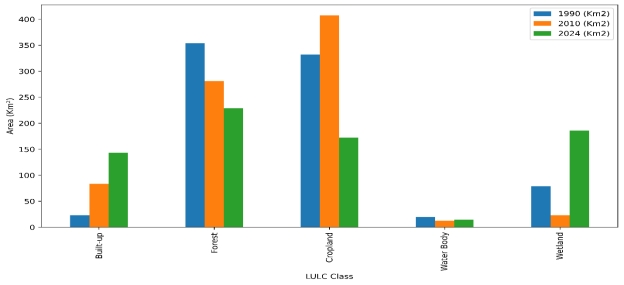 1990 (Km2)
2010 (Km2)
2024 (Km2)
Area (Km²)
400
350
300
250
200
150
100
50
0
Built-up
Forest
Cropland
Water Body
Wetland
LULC Class